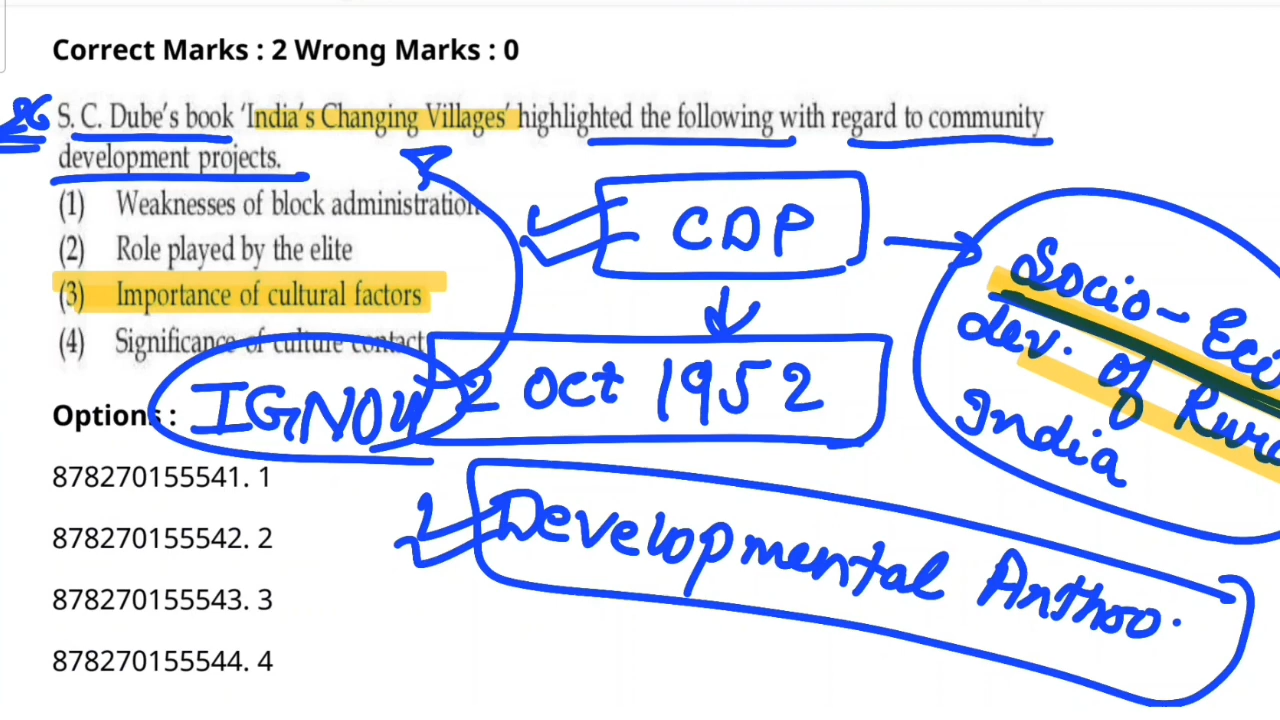 Correct Marks : 2 Wrong Marks : 0
S. C. Dube's book 'India's Changing Villages' highlighted the following with regard to community
development projects.
(1) Weaknesses of block administration
(2) Role played by the elite
(3) Importance of cultural factors
(4) Significance of culture contact
CDP
2 Oct 1952
Socio-Eco
dev. of Rura
India
IGNOU
Options :
878270155541. 1
878270155542. 2
878270155543. 3
878270155544. 4
Developmental Anthro.